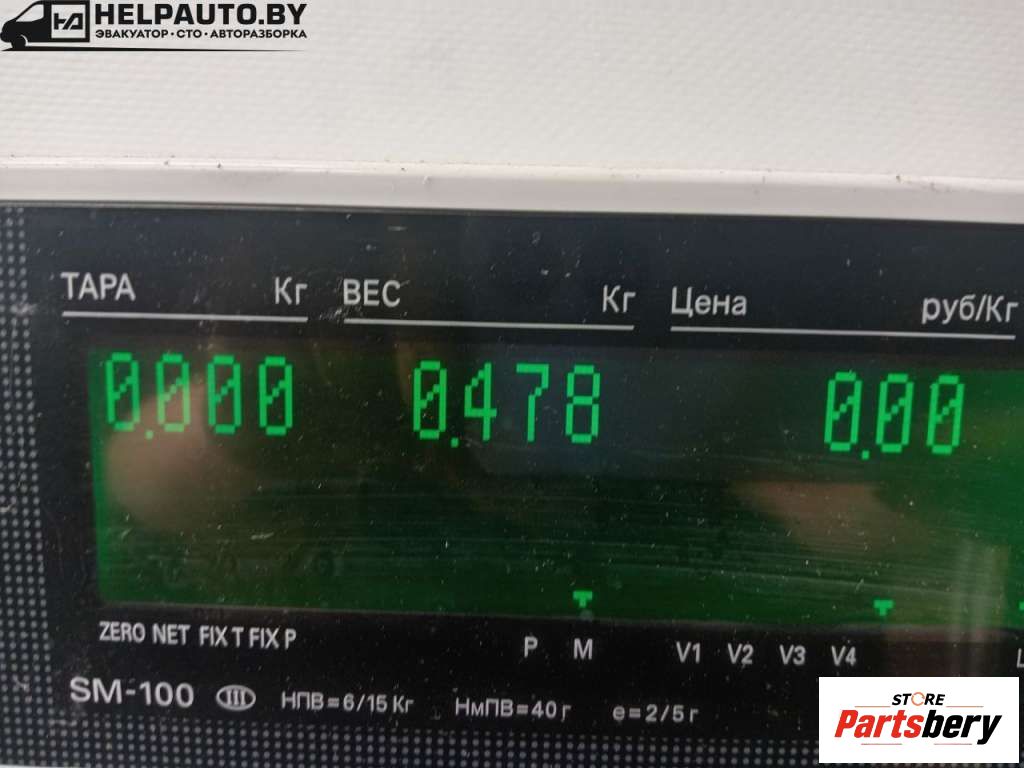 HELPAUTO.BY
ЭВАКУАТОР • СТО • АВТОРАЗБОРКА
ТАРА Кг ВЕС Кг Цена руб/Кг
0.000 0.478 0.00
ZERO NET FIX T FIX P P M V1 V2 V3 V4
SM-100 III НПВ=6/15 Кг НмПВ=40 г e=2/5 г
STORE
Partsbery